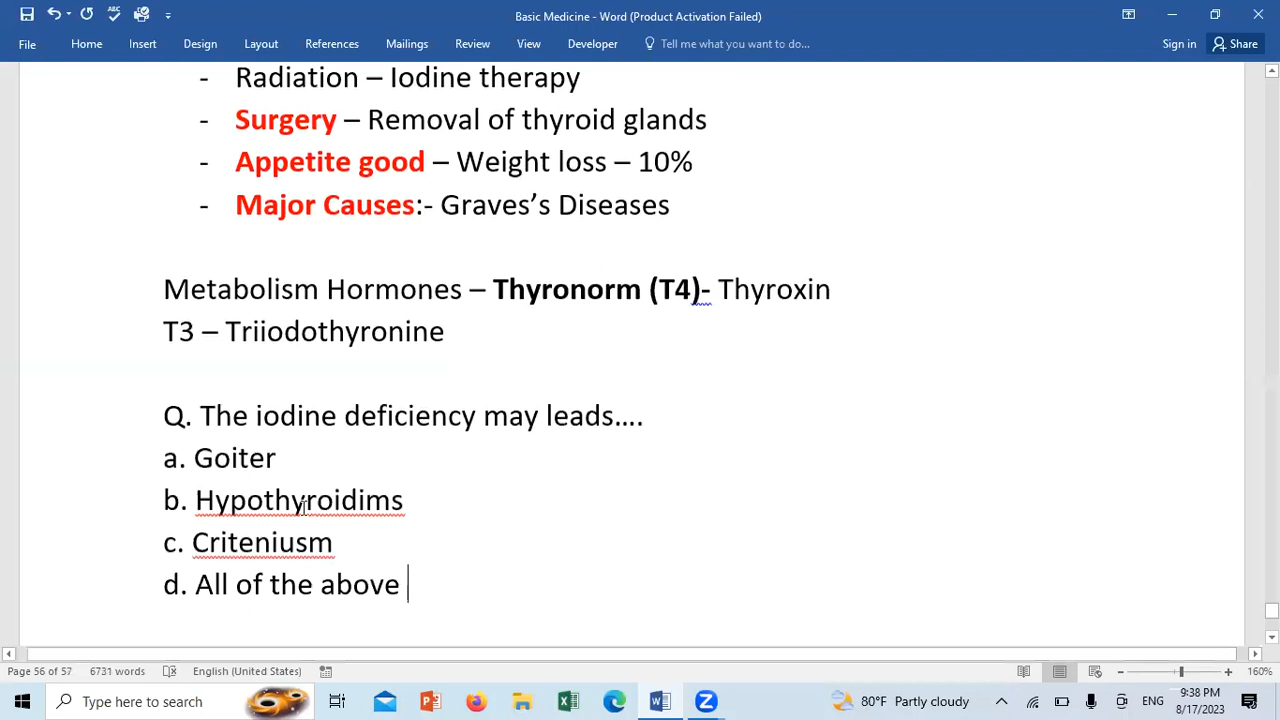 Basic Medicine - Word (Product Activation Failed)
File Home Insert Design Layout References Mailings Review View Developer Tell me what you want to do... Sign in Share
- Radiation – Iodine therapy
- Surgery – Removal of thyroid glands
- Appetite good – Weight loss – 10%
- Major Causes:- Graves’s Diseases
Metabolism Hormones – Thyronorm (T4)- Thyroxin
T3 – Triiodothyronine
Q. The iodine deficiency may leads....
a. Goiter
b. Hypothyroidims
c. Criteniusm
d. All of the above
Page 56 of 57 6731 words English (United States) 160%
Type here to search 80°F Partly cloudy ENG 9:38 PM
8/17/2023